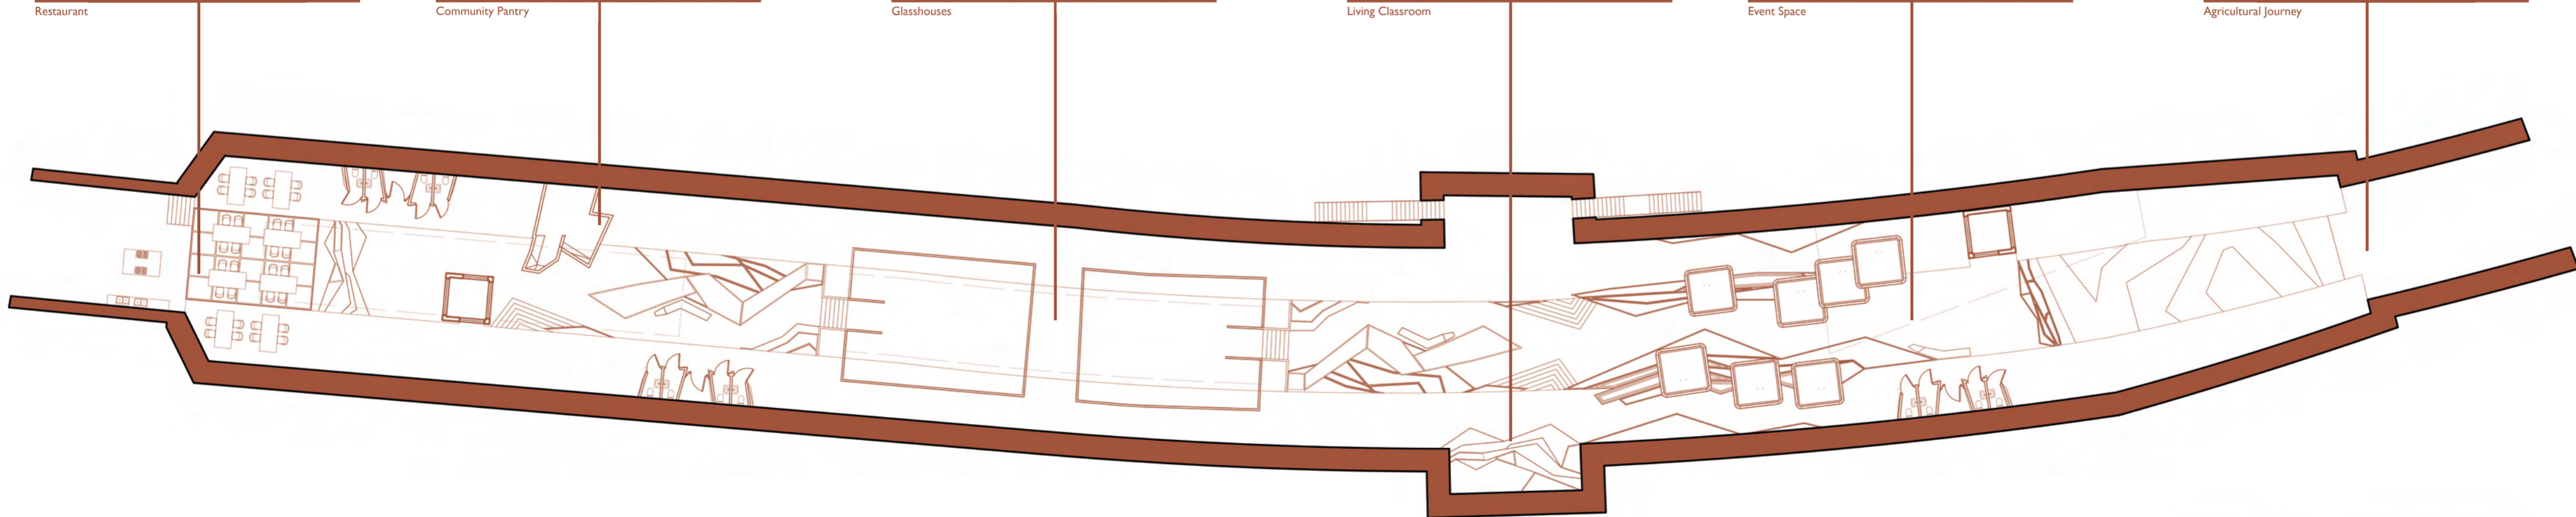 Restaurant
Community Pantry
Glasshouses
Living Classroom
Event Space
Agricultural Journey